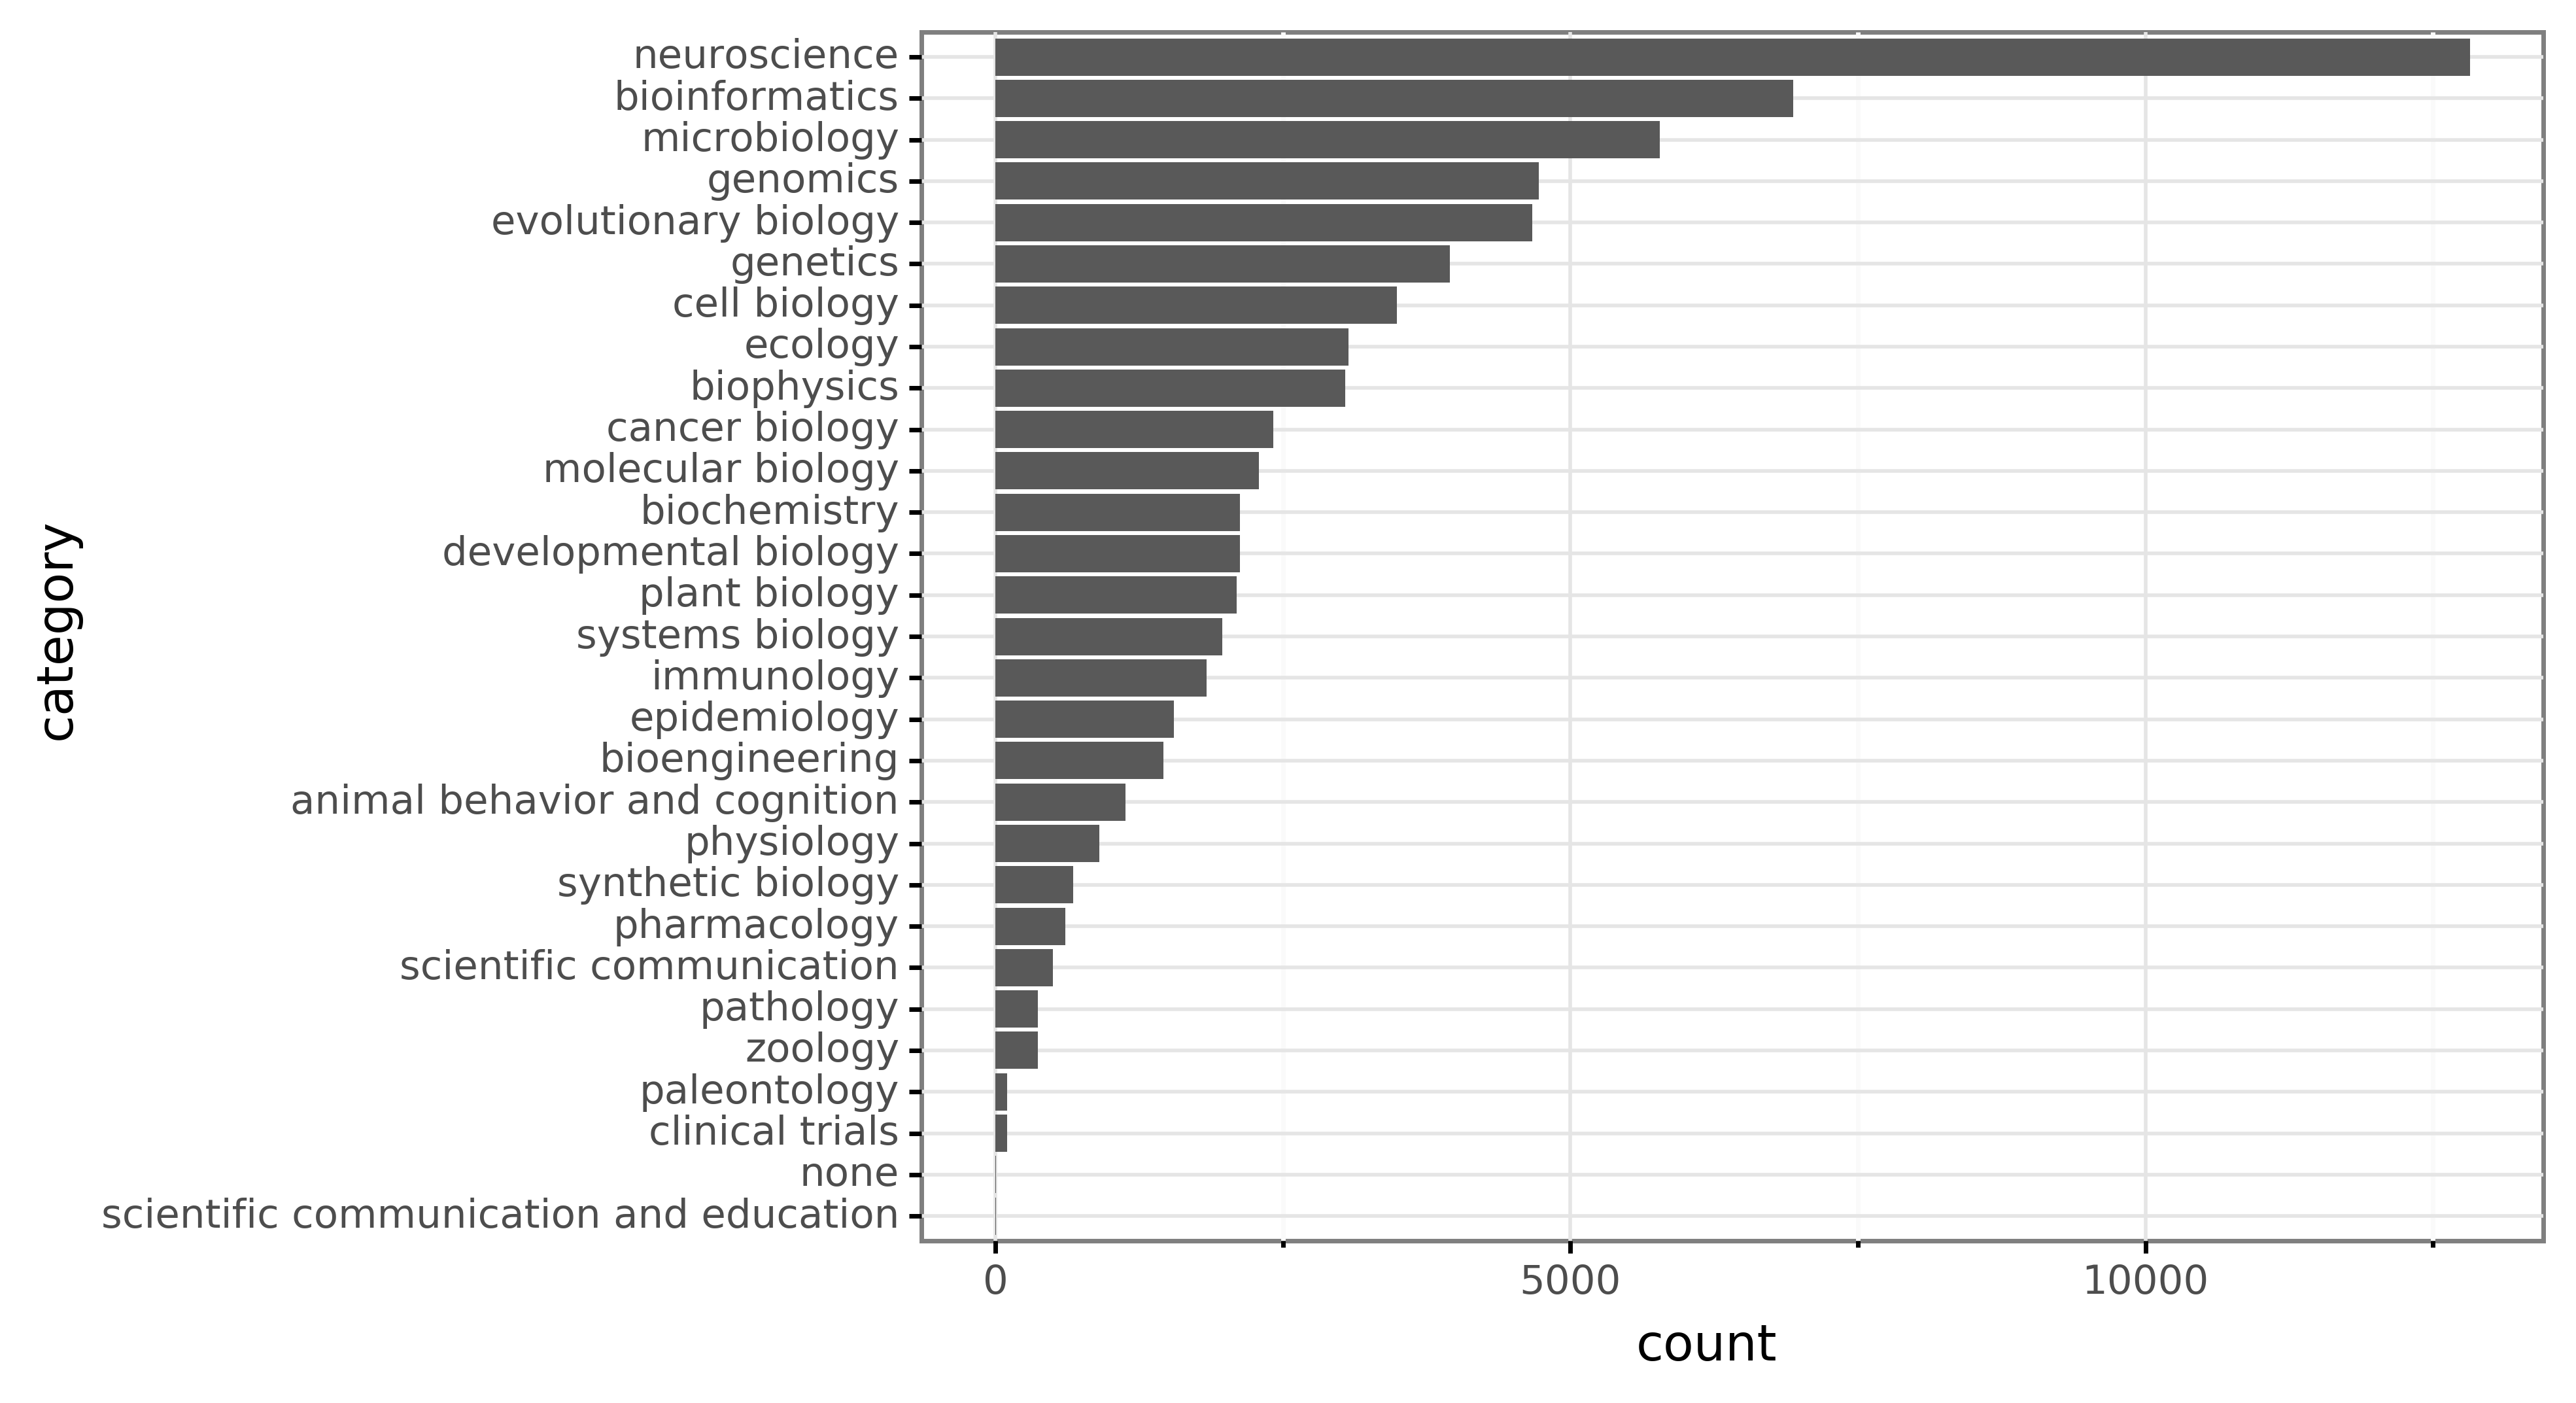 neuroscience
bioinformatics
microbiology
genomics
evolutionary biology
genetics
cell biology
ecology
biophysics
cancer biology
molecular biology
biochemistry
developmental biology
plant biology
systems biology
immunology
epidemiology
bioengineering
animal behavior and cognition
physiology
synthetic biology
pharmacology
scientific communication
pathology
zoology
paleontology
clinical trials
none
scientific communication and education
category
0 5000 10000
count